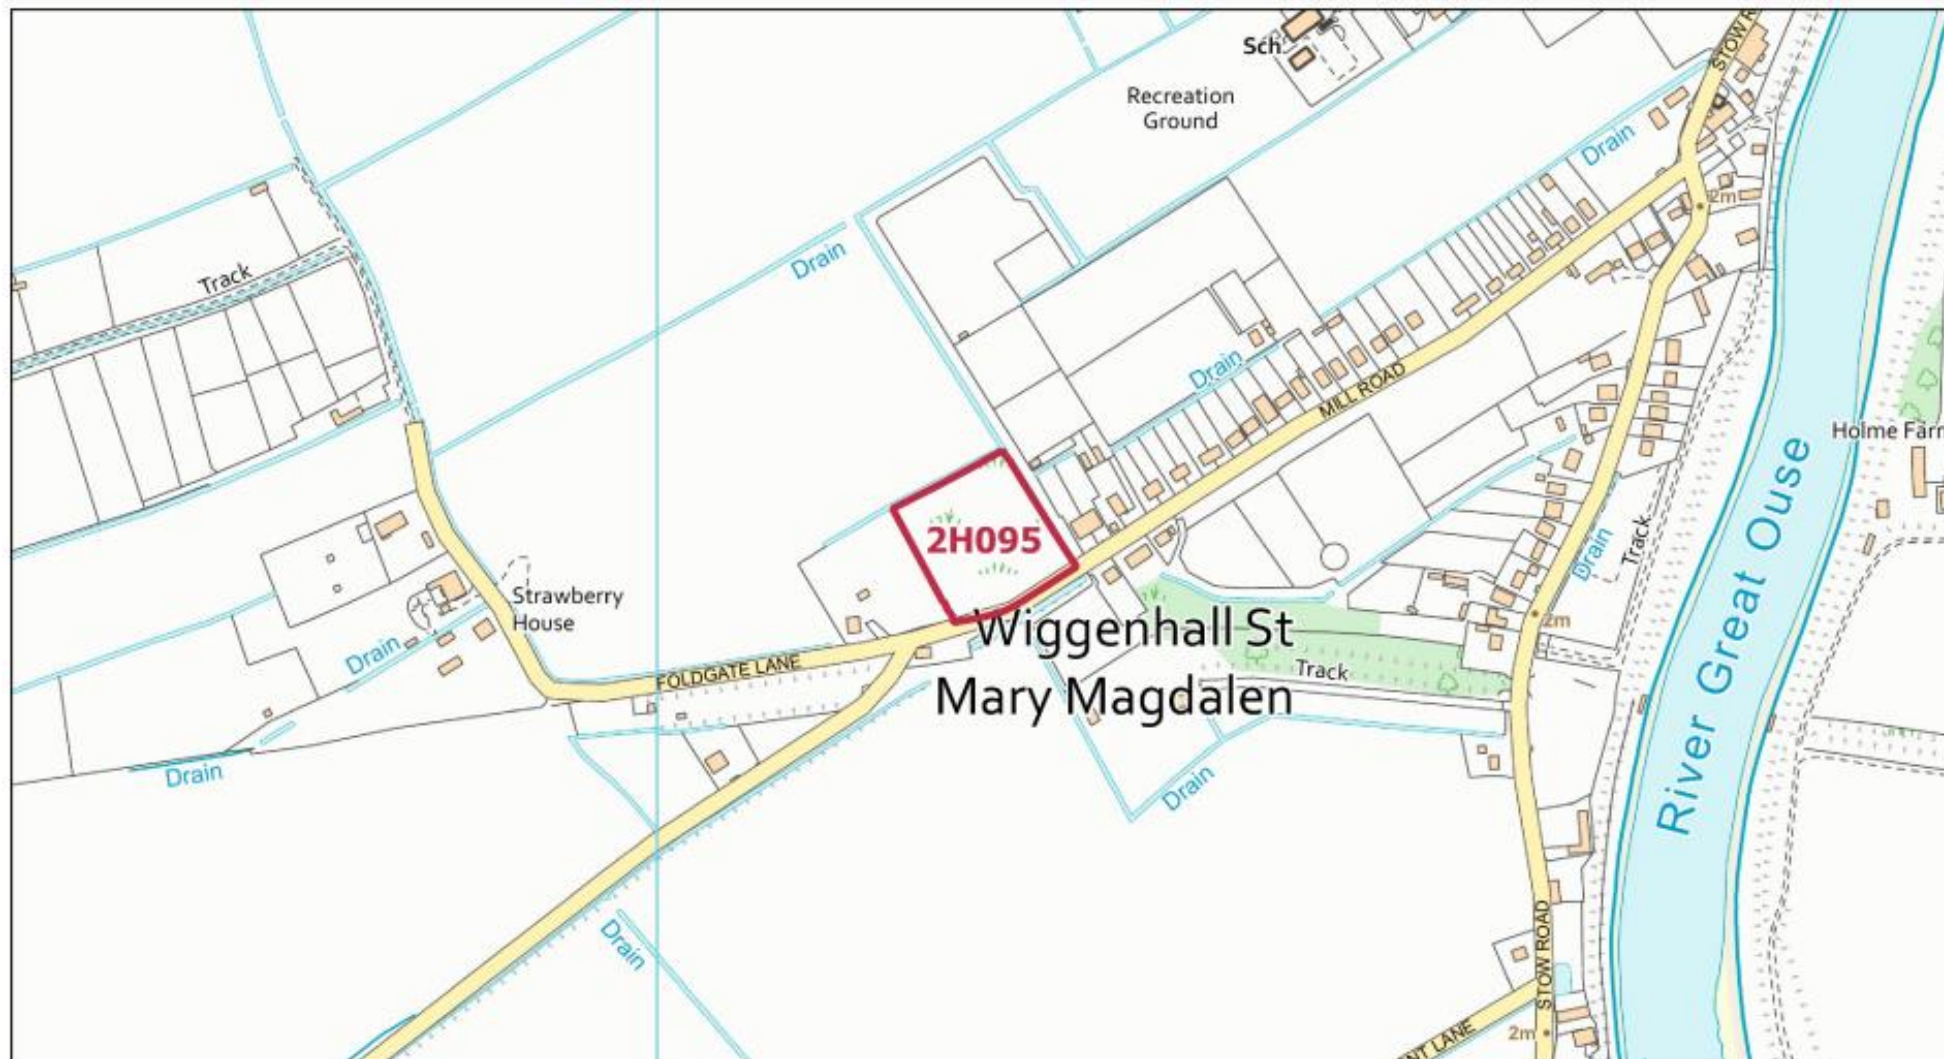 Sch.
STOW R
Recreation
Ground
Drain
2m
Drain
Track
Drain
MILL ROAD
Holme Farm
2H095
River Great Ouse
Track
Drain
Strawberry
House
2m
Wiggenhall St
Mary Magdalen
Drain
FOLDGATE LANE
Track
Drain
Drain
STOW ROAD
Drain
2m
ENT LANE